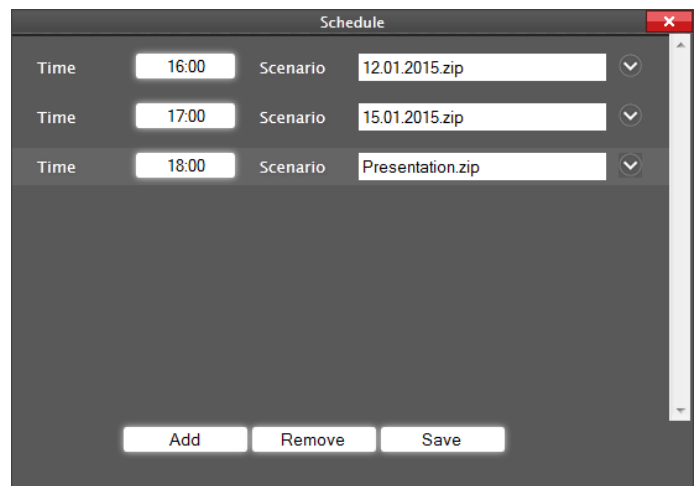 Schedule
Time 16:00 Scenario 12.01.2015.zip
Time 17:00 Scenario 15.01.2015.zip
Time 18:00 Scenario Presentation.zip
Add Remove Save